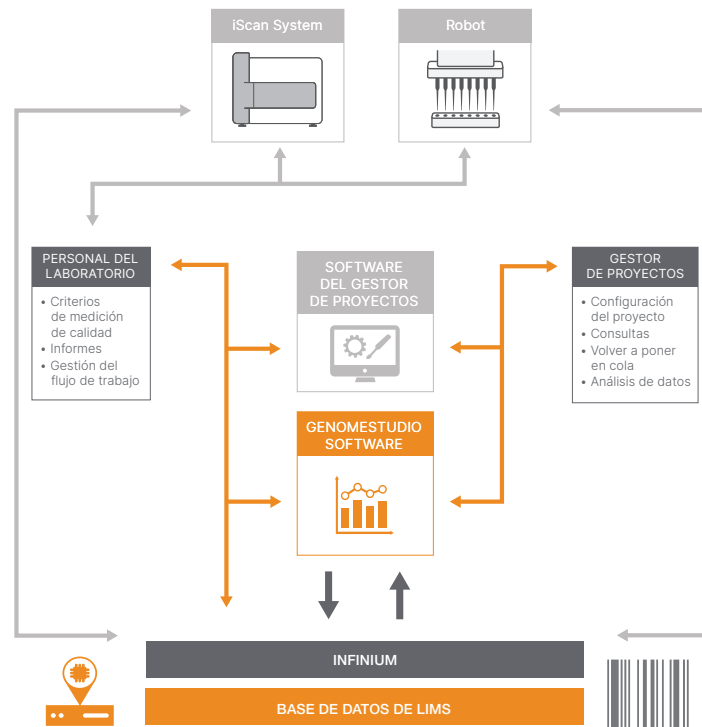 iScan System
Robot
PERSONAL DEL
LABORATORIO
• Criterios
de medición
de calidad
• Informes
• Gestión del
flujo de trabajo
SOFTWARE
DEL GESTOR
DE PROYECTOS
GESTOR
DE PROYECTOS
• Configuración
del proyecto
• Consultas
• Volver a poner
en cola
• Análisis de datos
GENOMESTUDIO
SOFTWARE
INFINIUM
BASE DE DATOS DE LIMS